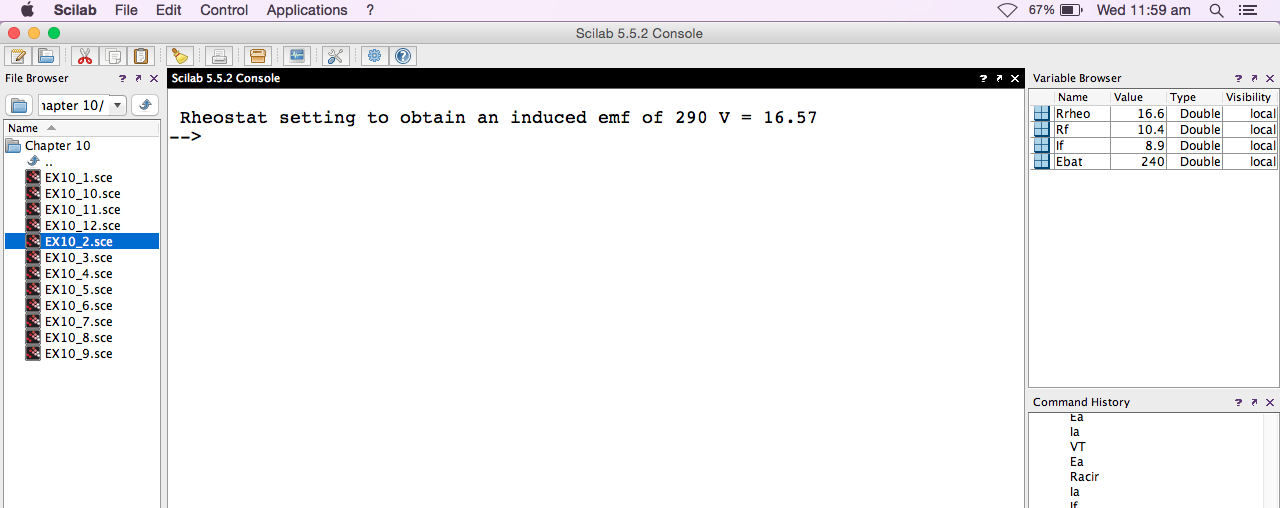 Scilab File Edit Control Applications ? 67% Wed 11:59 am
Scilab 5.5.2 Console
File Browser ? Scilab 5.5.2 Console ? Variable Browser ?
apter 10/
Name
Chapter 10
..
EX10_1.sce
EX10_10.sce
EX10_11.sce
EX10_12.sce
EX10_2.sce
EX10_3.sce
EX10_4.sce
EX10_5.sce
EX10_6.sce
EX10_7.sce
EX10_8.sce
EX10_9.sce
Rheostat setting to obtain an induced emf of 290 V = 16.57
-->
Name Value Type Visibility
Rrheo 16.6 Double local
Rf 10.4 Double local
If 8.9 Double local
Ebat 240 Double local
Command History ?
Ea
Ia
VT
Ea
Racir
Ia
If